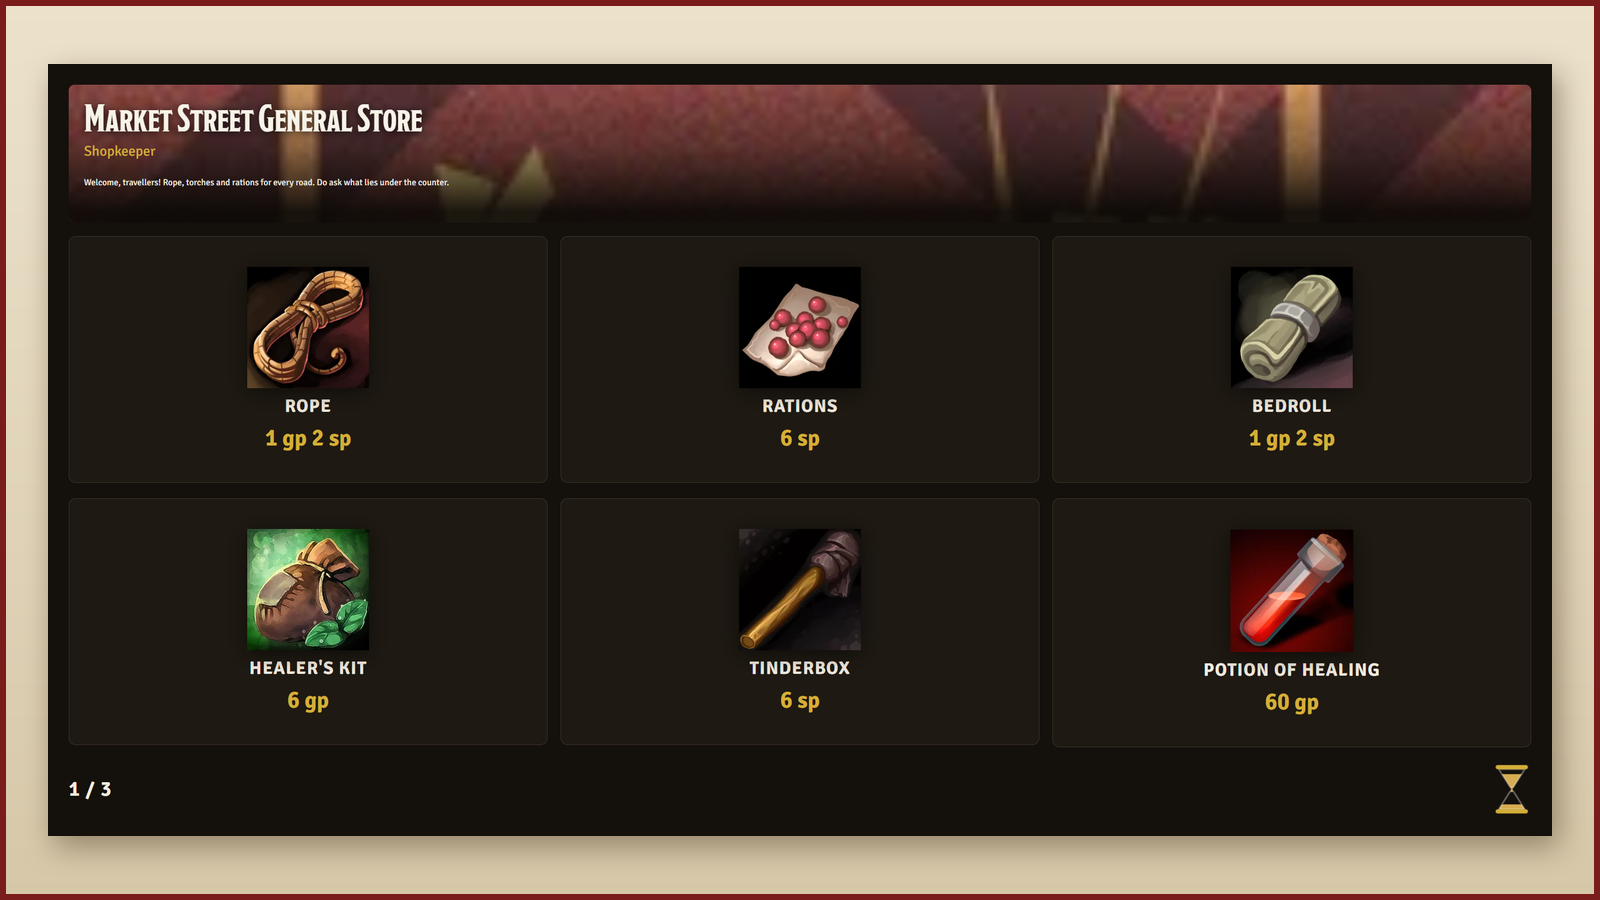 Market Street General Store
Shopkeeper
Welcome, travellers! Rope, torches and rations for every road. Do ask what lies under the counter.
ROPE
1 gp 2 sp
RATIONS
6 sp
BEDROLL
1 gp 2 sp
HEALER'S KIT
6 gp
TINDERBOX
6 sp
POTION OF HEALING
60 gp
1 / 3